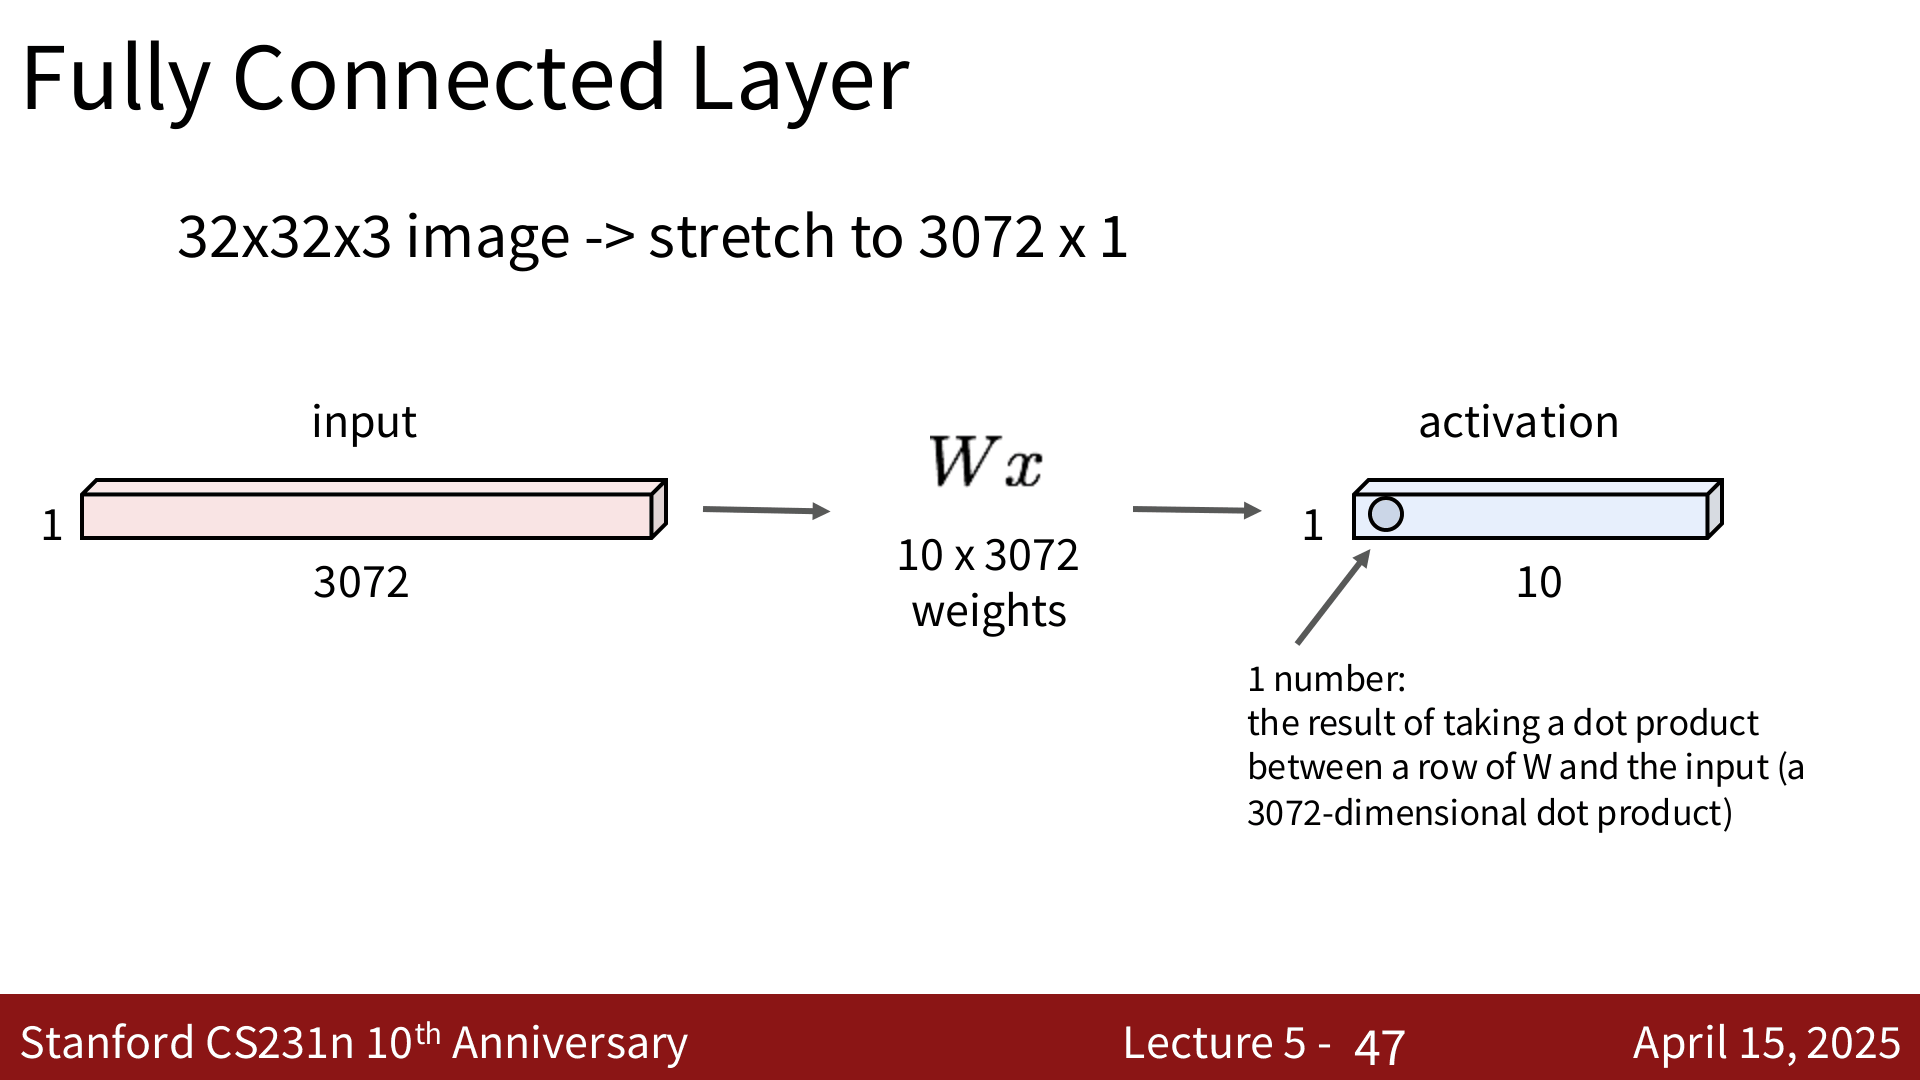 Fully Connected Layer
32x32x3 image -> stretch to 3072 x 1
input
1
3072
Wx
10 x 3072
weights
activation
1
10
1 number:
the result of taking a dot product
between a row of W and the input (a
3072-dimensional dot product)
Stanford CS231n 10th Anniversary
Lecture 5 - 47
April 15, 2025